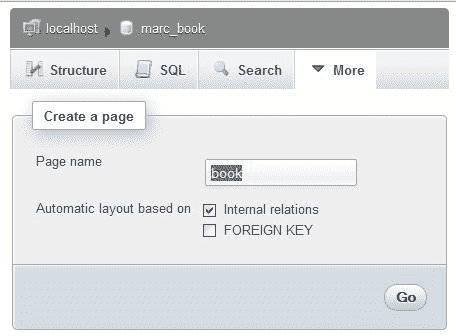 localhost marc_book
Structure SQL Search More
Create a page
Page name book
Automatic layout based on Internal relations
FOREIGN KEY
Go